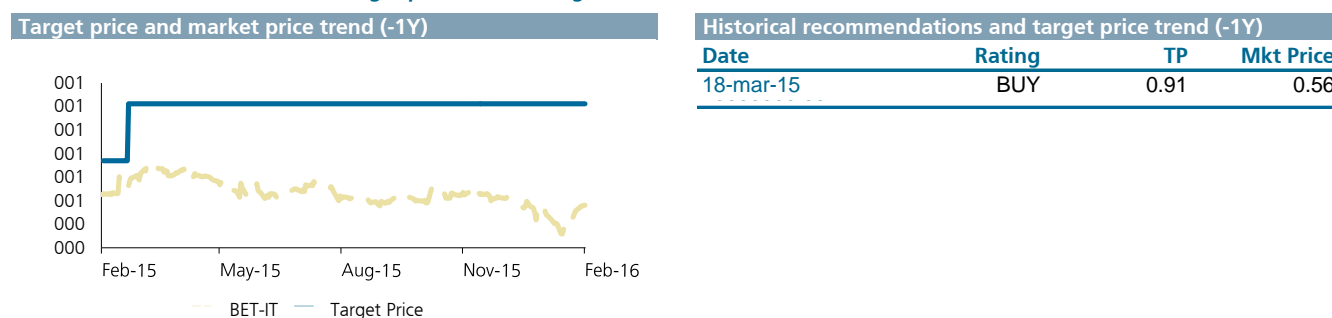 Target price and market price trend (-1Y)
001
001
001
001
001
001
000
000
Feb-15 May-15 Aug-15 Nov-15 Feb-16
BET-IT Target Price
Historical recommendations and target price trend (-1Y)
Date Rating TP Mkt Price
18-mar-15 BUY 0.91 0.56